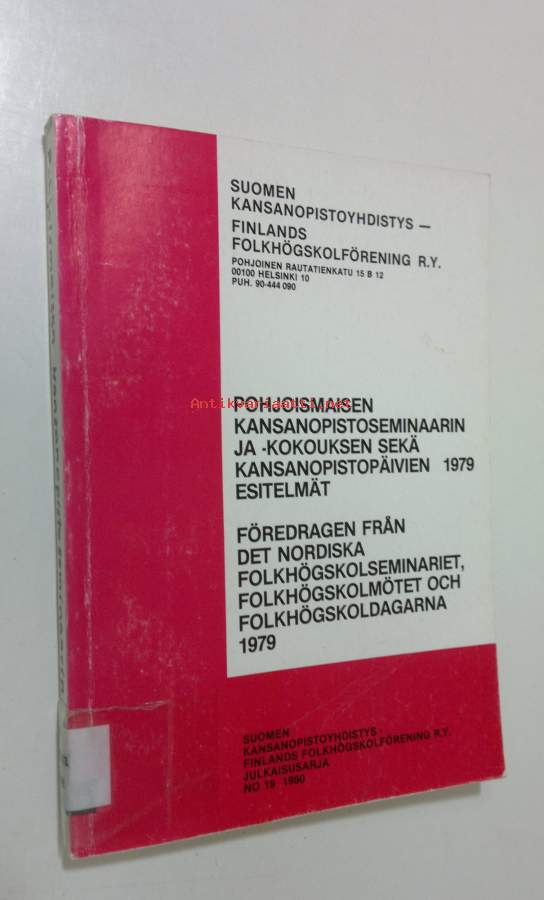 SUOMEN
KANSANOPISTOYHDISTYS —
FINLANDS
FOLKHÖGSKOLFÖRENING R.Y.
POHJOINEN RAUTATIENKATU 15 B 12
00100 HELSINKI 10
PUH. 90-444 090
Antikvariaatti.net
POHJOISMAISEN
KANSANOPISTOSEMINAARIN
JA -KOKOUKSEN SEKÄ
KANSANOPISTOPÄIVIEN 1979
ESITELMÄT
FÖREDRAGEN FRÅN
DET NORDISKA
FOLKHÖGSKOLSEMINARIET,
FOLKHÖGSKOLMÖTET OCH
FOLKHÖGSKOLDAGARNA
1979
SUOMEN
KANSANOPISTOYHDISTYS
FINLANDS FOLKHÖGSKOLFÖRENING R.Y.
JULKAISUSARJA
NO 19 1980